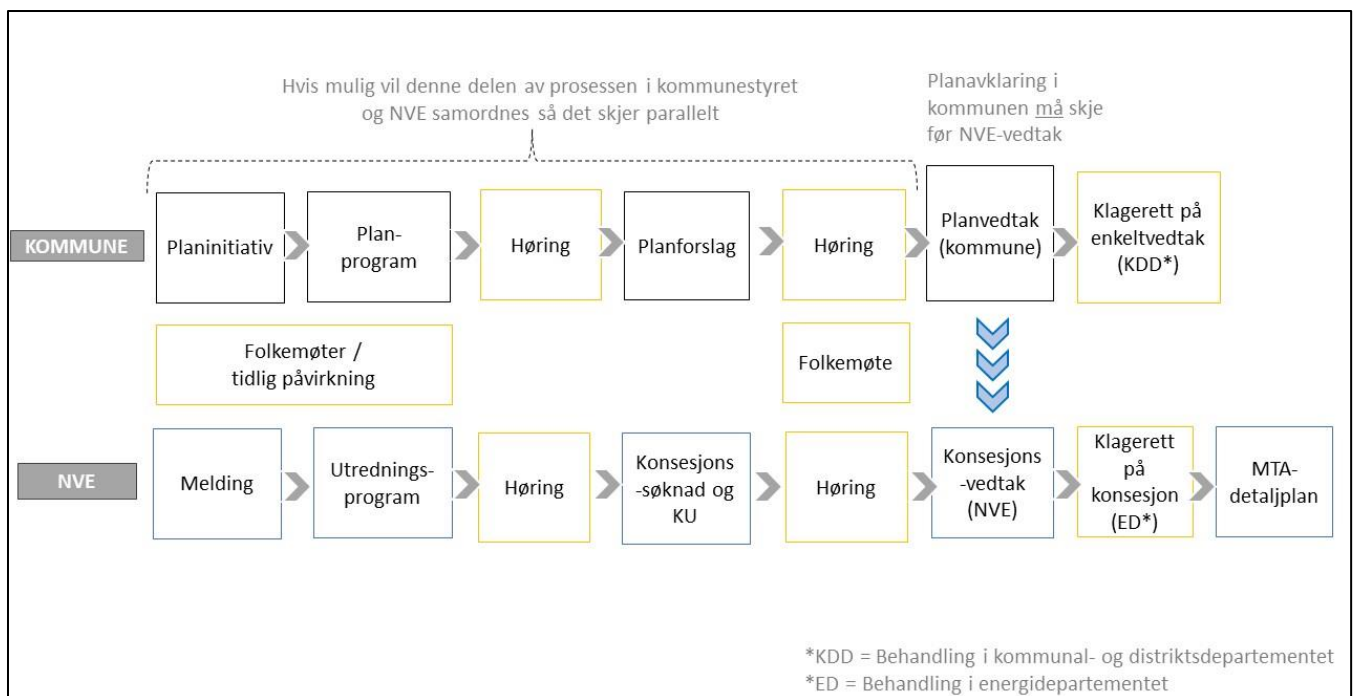 Hvis mulig vil denne delen av prosessen i kommunestyret
og NVE samordnes så det skjer parallelt
Planavklaring i
kommunen må skje
før NVE-vedtak
KOMMUNE
Planinitiativ
Plan-
program
Høring
Planforslag
Høring
Planvedtak
(kommune)
Klagerett på
enkeltvedtak
(KDD*)
Folkemøter /
tidlig påvirkning
Folkemøte
NVE
Melding
Utrednings-
program
Høring
Konsesjons
-søknad og
KU
Høring
Konsesjons
-vedtak
(NVE)
Klagerett
på
konsesjon
(ED*)
MTA-
detaljplan
*KDD = Behandling i kommunal- og distriktsdepartementet
*ED = Behandling i energidepartementet